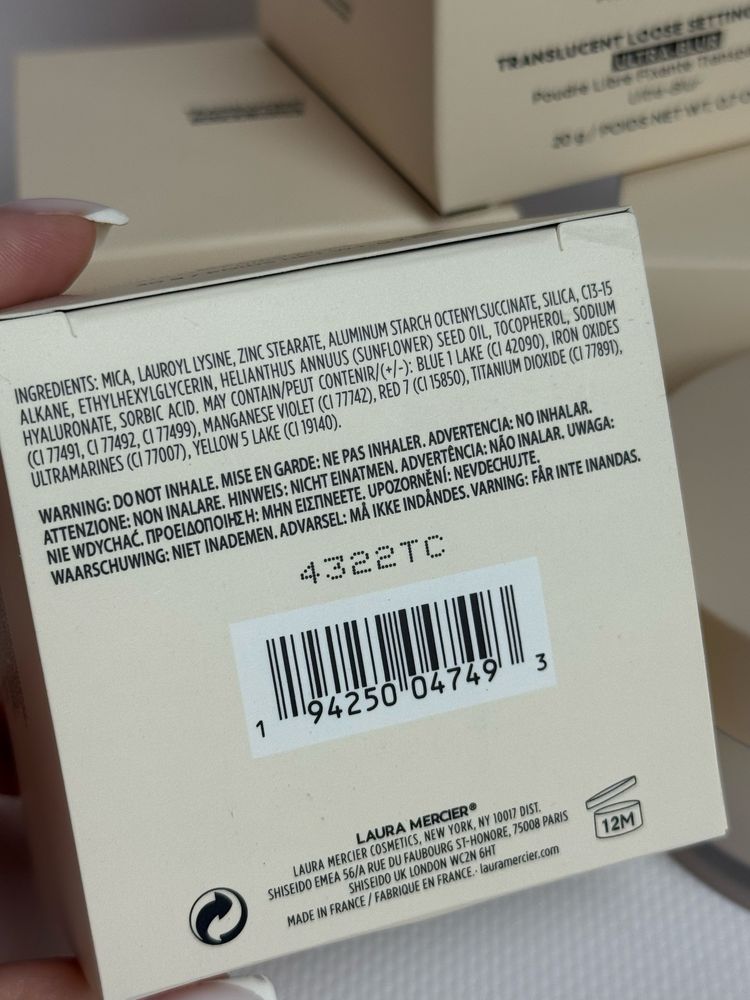 TRANSLUCENT LOOSE SETTING
ULTRA-BLUR
Poudre Libre Fixante
Ultra-Blur
20 g / POIDS NET WT. 0.7
INGREDIENTS: MICA, LAUROYL LYSINE, ZINC STEARATE, ALUMINUM STARCH OCTENYLSUCCINATE, SILICA, C13-15
ALKANE, ETHYLHEXYLGLYCERIN, HELIANTHUS ANNUUS (SUNFLOWER) SEED OIL, TOCOPHEROL, SODIUM
HYALURONATE, SORBIC ACID. MAY CONTAIN/PEUT CONTENIR/(+/-): BLUE 1 LAKE (CI 42090), IRON OXIDES
(CI 77491, CI 77492, CI 77499), MANGANESE VIOLET (CI 77742), RED 7 (CI 15850), TITANIUM DIOXIDE (CI 77891),
ULTRAMARINES (CI 77007), YELLOW 5 LAKE (CI 19140).
WARNING: DO NOT INHALE. MISE EN GARDE: NE PAS INHALER. ADVERTENCIA: NO INHALAR.
ATTENZIONE: NON INALARE. HINWEIS: NICHT EINATMEN. ADVERTÊNCIA: NÃO INALAR. UWAGA:
NIE WDYCHAĆ. ΠΡΟΕΙΔΟΠΟΙΗΣΗ: ΜΗΝ ΕΙΣΠΝΕΕΤΕ. UPOZORNĚNÍ: NEVDECHUJTE.
WAARSCHUWING: NIET INADEMEN. ADVARSEL: MÅ IKKE INDÅNDES. VARNING: FÅR INTE INANDAS.
4322TC
1 94250 04749 3
LAURA MERCIER®
LAURA MERCIER COSMETICS, NEW YORK, NY 10017 DIST.
SHISEIDO EMEA 56/A RUE DU FAUBOURG ST-HONORE, 75008 PARIS
SHISEIDO UK LONDON WC2N 6HT
MADE IN FRANCE / FABRIQUÉ EN FRANCE.· lauramercier.com
12M